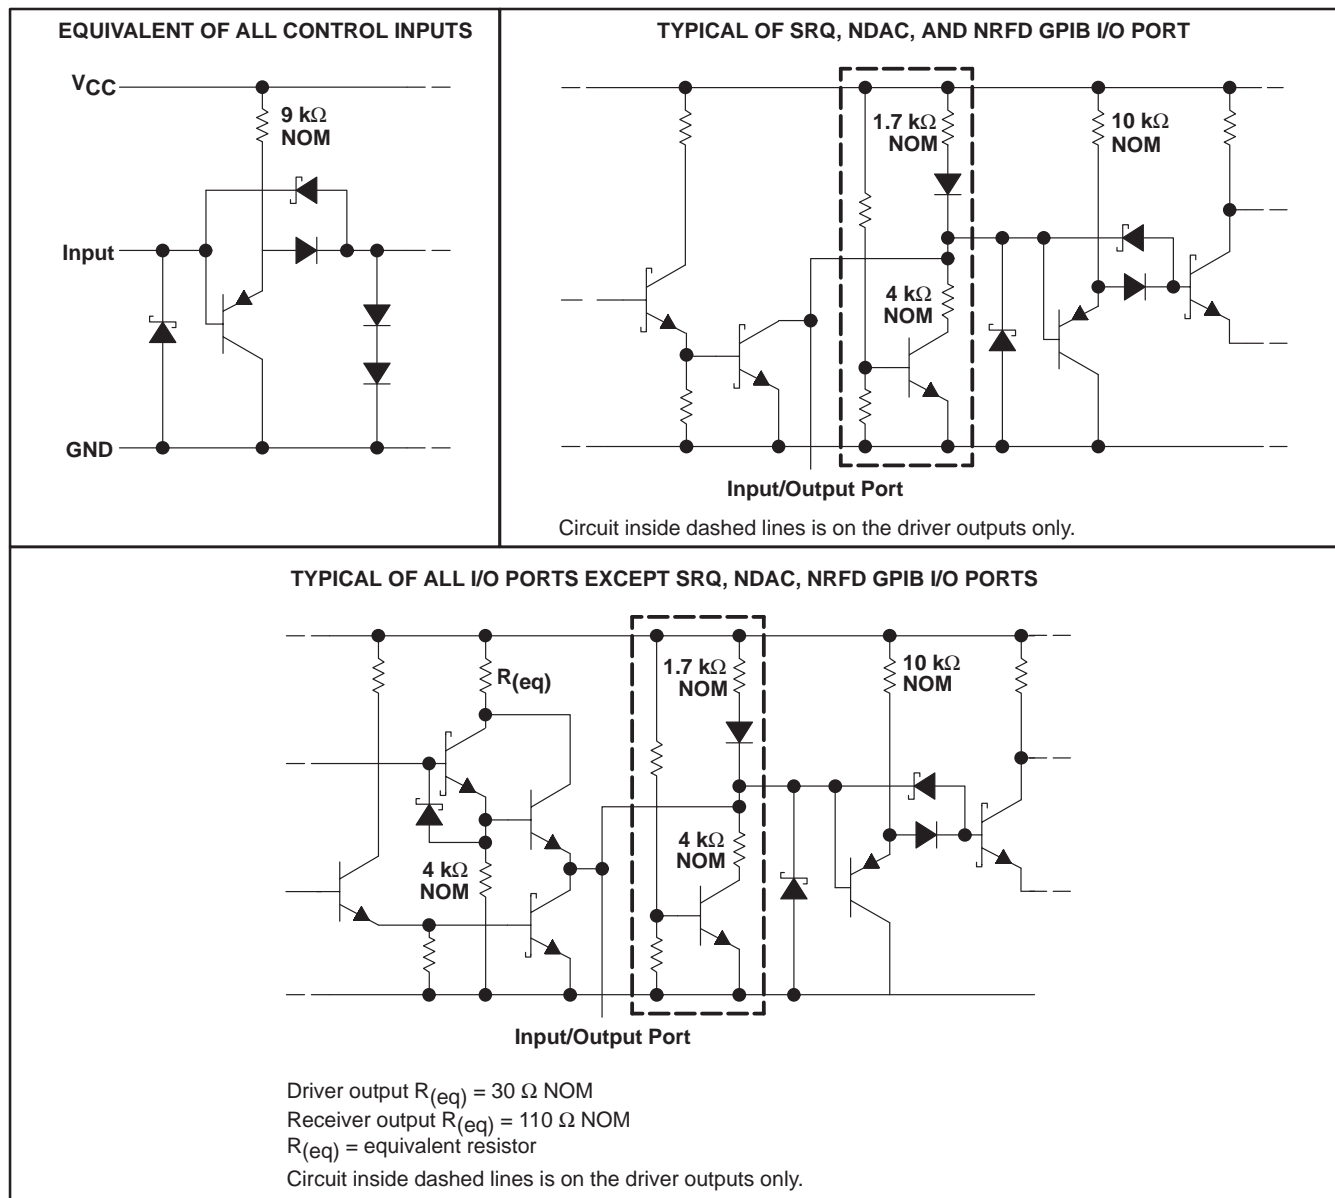 EQUIVALENT OF ALL CONTROL INPUTS
VCC
9 kΩ
NOM
Input
GND
TYPICAL OF SRQ, NDAC, AND NRFD GPIB I/O PORT
1.7 kΩ
NOM
10 kΩ
NOM
4 kΩ
NOM
Input/Output Port
Circuit inside dashed lines is on the driver outputs only.
TYPICAL OF ALL I/O PORTS EXCEPT SRQ, NDAC, NRFD GPIB I/O PORTS
R(eq)
1.7 kΩ
NOM
10 kΩ
NOM
4 kΩ
NOM
4 kΩ
NOM
Input/Output Port
Driver output R(eq) = 30 Ω NOM
Receiver output R(eq) = 110 Ω NOM
R(eq) = equivalent resistor
Circuit inside dashed lines is on the driver outputs only.